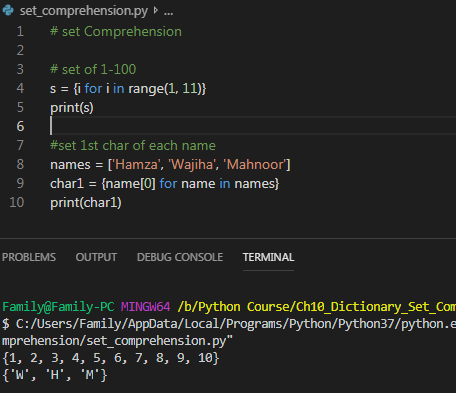 set_comprehension.py > ...
1 # set Comprehension
2
3 # set of 1-100
4 s = {i for i in range(1, 11)}
5 print(s)
6
7 #set 1st char of each name
8 names = ['Hamza', 'Wajiha', 'Mahnoor']
9 char1 = {name[0] for name in names}
10 print(char1)
PROBLEMS OUTPUT DEBUG CONSOLE TERMINAL
Family@Family-PC MINGW64 /b/Python Course/Ch10_Dictionary_Set_Com
$ C:/Users/Family/AppData/Local/Programs/Python/Python37/python.e
mprehension/set_comprehension.py"
{1, 2, 3, 4, 5, 6, 7, 8, 9, 10}
{'W', 'H', 'M'}